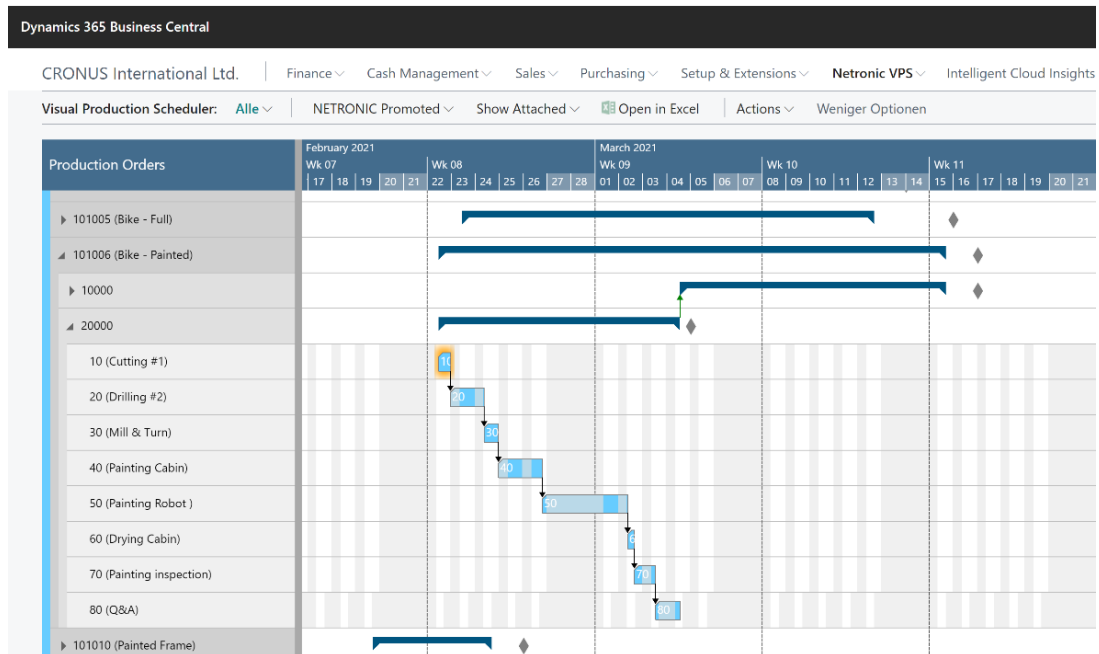 Dynamics 365 Business Central
CRONUS International Ltd. Finance Cash Management Sales Purchasing Setup & Extensions Netronic VPS Intelligent Cloud Insights
Visual Production Scheduler: Alle NETRONIC Promoted Show Attached Open in Excel Actions Weniger Optionen
Production Orders
February 2021 March 2021
Wk 07 Wk 08 Wk 09 Wk 10 Wk 11
17 18 19 20 21 22 23 24 25 26 27 28 01 02 03 04 05 06 07 08 09 10 11 12 13 14 15 16 17 18 19 20 21
101005 (Bike - Full)
101006 (Bike - Painted)
10000
20000
10 (Cutting #1) 10
20 (Drilling #2) 20
30 (Mill & Turn) 30
40 (Painting Cabin) 40
50 (Painting Robot ) 50
60 (Drying Cabin) 6
70 (Painting inspection) 70
80 (Q&A) 80
101010 (Painted Frame)